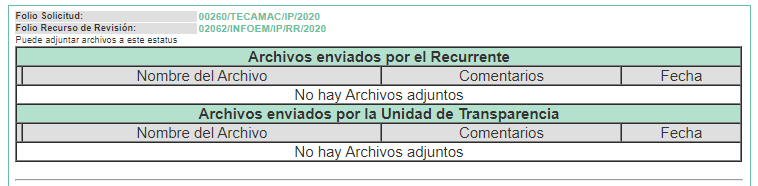 Folio Solicitud: 00260/TECAMAC/IP/2020
Folio Recurso de Revisión: 02062/INFOEM/IP/RR/2020
Puede adjuntar archivos a este estatus
Archivos enviados por el Recurrente
Nombre del Archivo Comentarios Fecha
No hay Archivos adjuntos
Archivos enviados por la Unidad de Transparencia
Nombre del Archivo Comentarios Fecha
No hay Archivos adjuntos